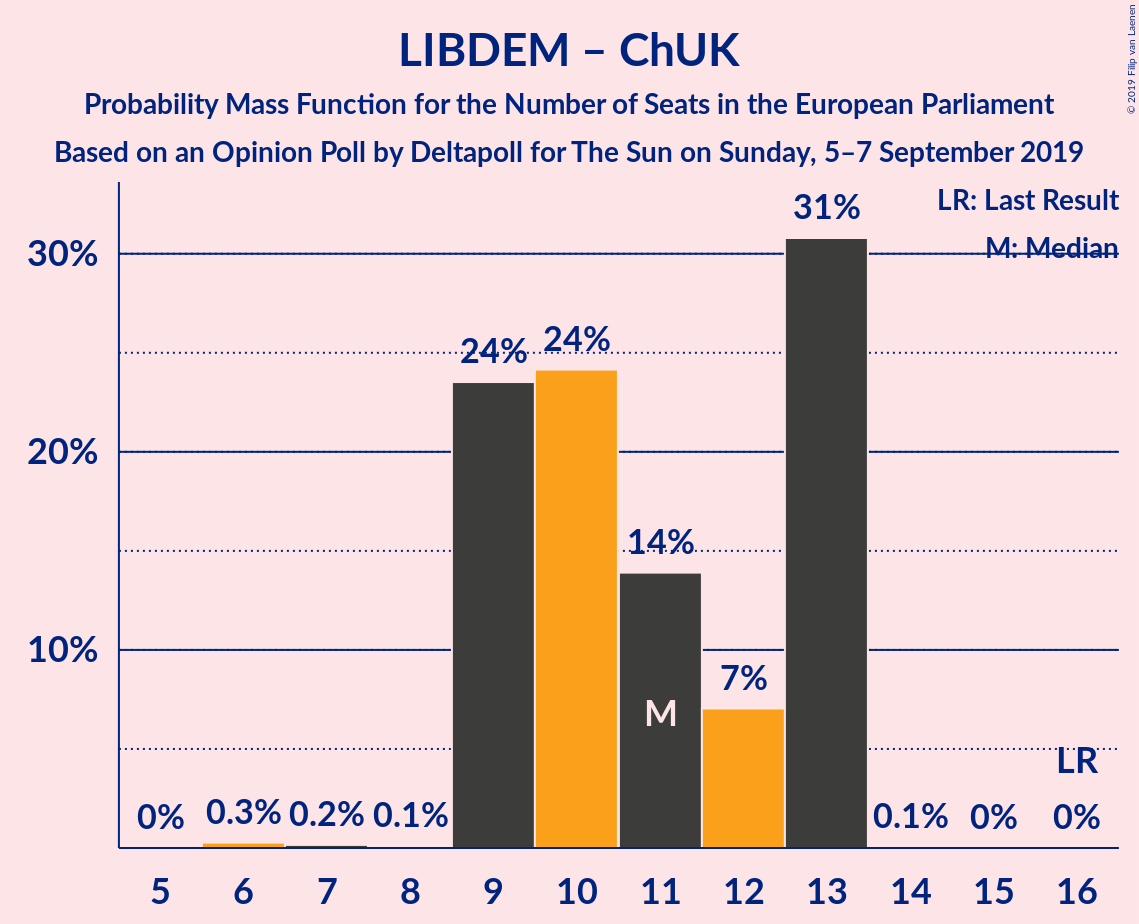 LIBDEM – ChUK
Probability Mass Function for the Number of Seats in the European Parliament
Based on an Opinion Poll by Deltapoll for The Sun on Sunday, 5–7 September 2019
© 2019 Filip van Laenen
LR: Last Result
M: Median
30%
20%
10%
0%
0.3%
0.2%
0.1%
24%
24%
14%
7%
31%
0.1%
0%
0%
M
LR
5 6 7 8 9 10 11 12 13 14 15 16